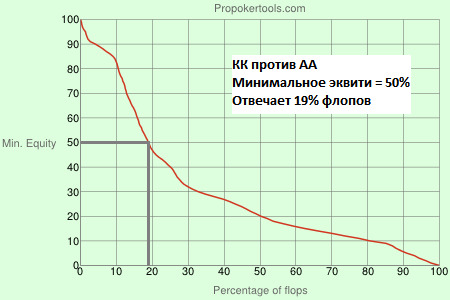 Propokertools.com
КК против АА
Минимальное эквити = 50%
Отвечает 19% флопов
Min. Equity
100
90
80
70
60
50
40
30
20
10
0
0 10 20 30 40 50 60 70 80 90 100
Percentage of flops